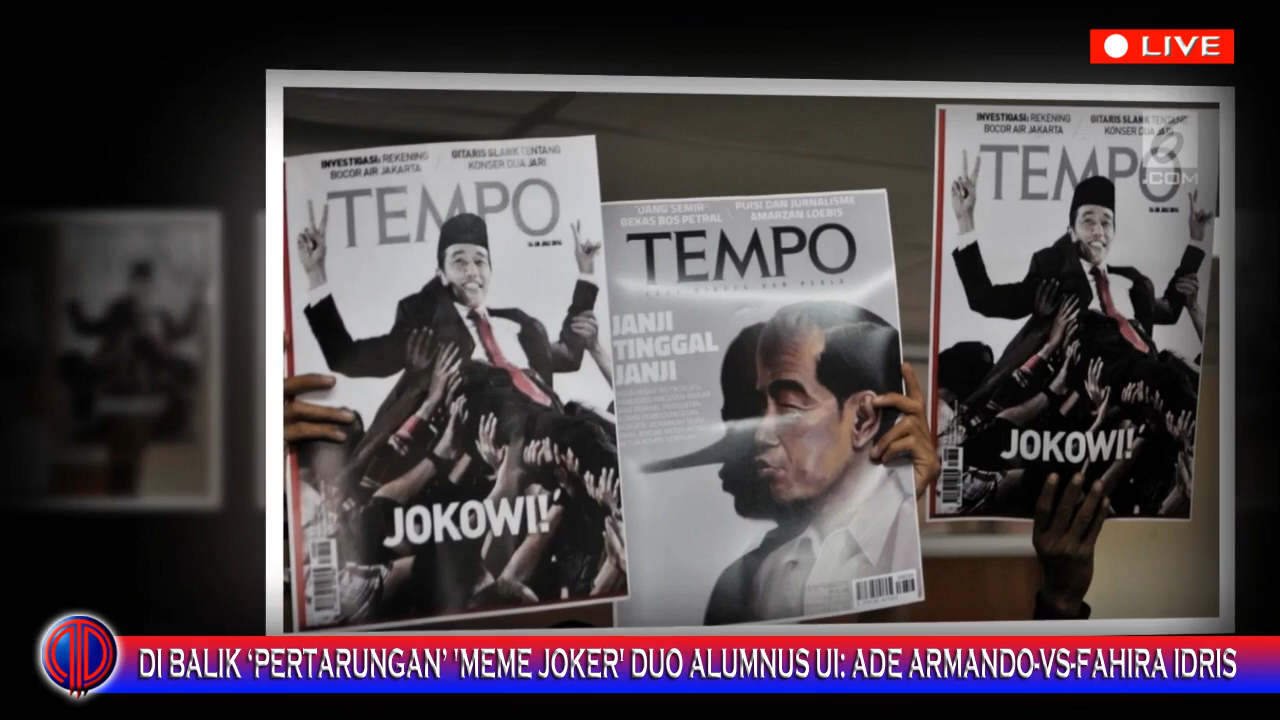 LIVE
INVESTIGASI: REKENING
BOCOR AIR JAKARTA
GITARIS SLANK TENTANG
KONSER DUA JARI
TEMPO
JOKOWI!
'UANG SEMIR'
BEKAS BOS PETRAL
PUISI DAN JURNALISME
AMARZAN LOEBIS
TEMPO
JANJI
TINGGAL
JANJI
INVESTIGASI: REKENING
BOCOR AIR JAKARTA
GITARIS SLANK TENTANG
KONSER DUA JARI
TEMPO
.COM
JOKOWI!
DI BALIK ‘PERTARUNGAN’ 'MEME JOKER' DUO ALUMNUS UI: ADE ARMANDO-VS-FAHIRA IDRIS